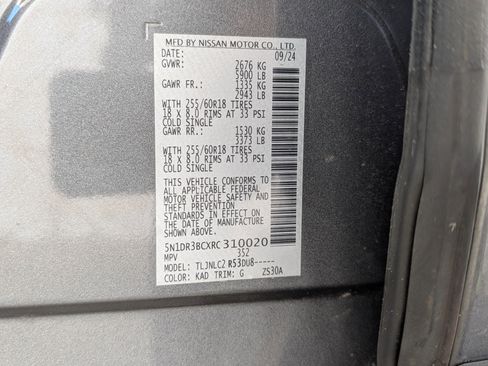 MFD BY NISSAN MOTOR CO., LTD.
DATE: 09/24
GVWR: 2676 KG
5900 LB
GAWR FR.: 1335 KG
2943 LB
WITH 255/60R18 TIRES
18 X 8.0 RIMS AT 33 PSI
COLD SINGLE
GAWR RR.: 1530 KG
3373 LB
WITH 255/60R18 TIRES
18 X 8.0 RIMS AT 33 PSI
COLD SINGLE
THIS VEHICLE CONFORMS TO
ALL APPLICABLE FEDERAL
MOTOR VEHICLE SAFETY AND
THEFT PREVENTION
STANDARDS IN EFFECT ON
THE DATE OF MANUFACTURE
SHOWN ABOVE.
5N1DR3BCXRC310020
MPV 35Z
MODEL: TLJNLCZ R53DU8-----
COLOR: KAD TRIM: G ZS30A